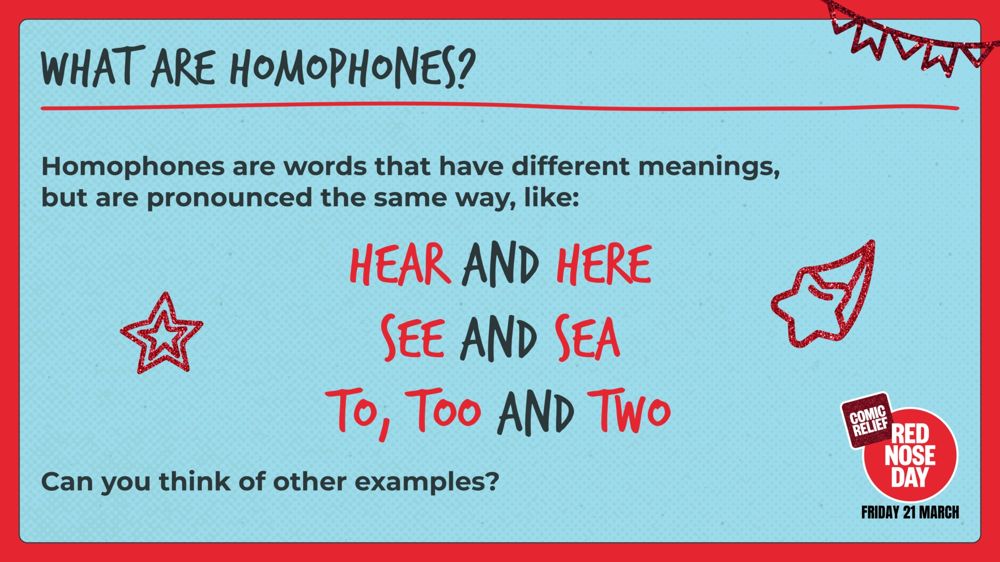 WHAT ARE HOMOPHONES?
Homophones are words that have different meanings,
but are pronounced the same way, like:
HEAR AND HERE
SEE AND SEA
To, Too AND Two
Can you think of other examples?
COMIC
RELIEF
RED
NOSE
DAY
FRIDAY 21 MARCH